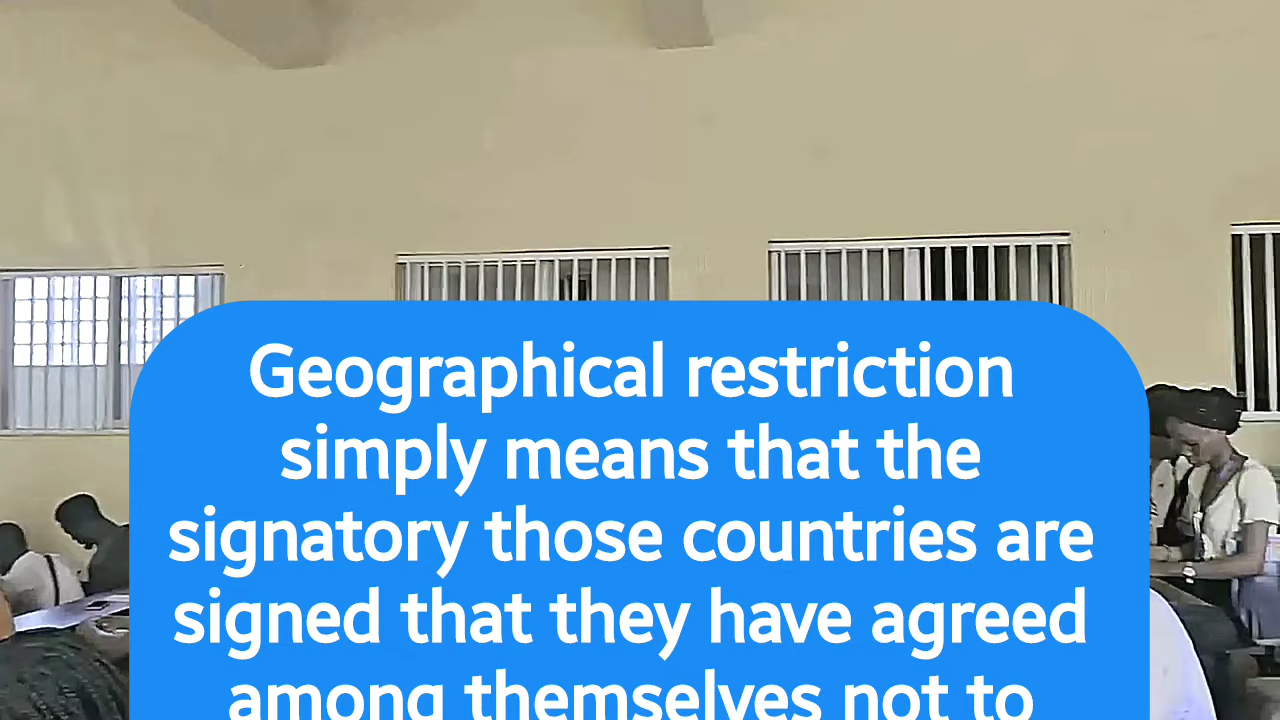 Geographical restriction
simply means that the
signatory those countries are
signed that they have agreed
among themselves not to